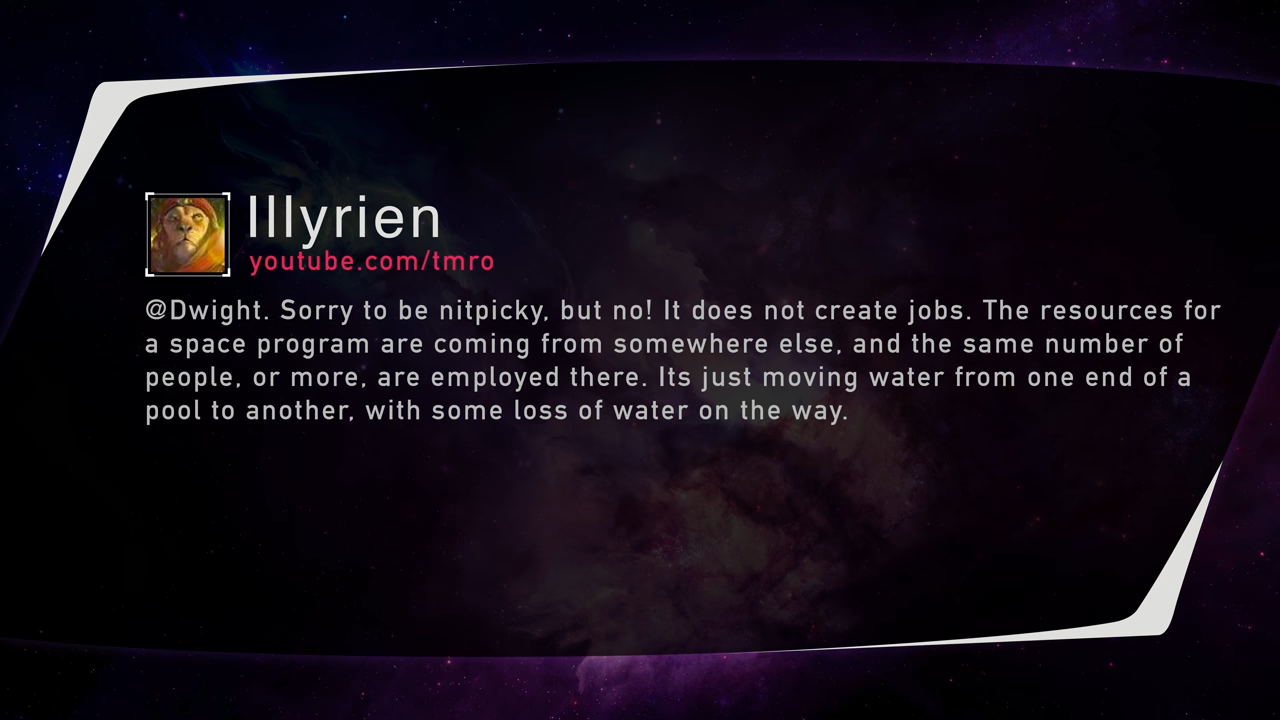 Illyrien
youtube.com/tmro
@Dwight. Sorry to be nitpicky, but no! It does not create jobs. The resources for
a space program are coming from somewhere else, and the same number of
people, or more, are employed there. Its just moving water from one end of a
pool to another, with some loss of water on the way.